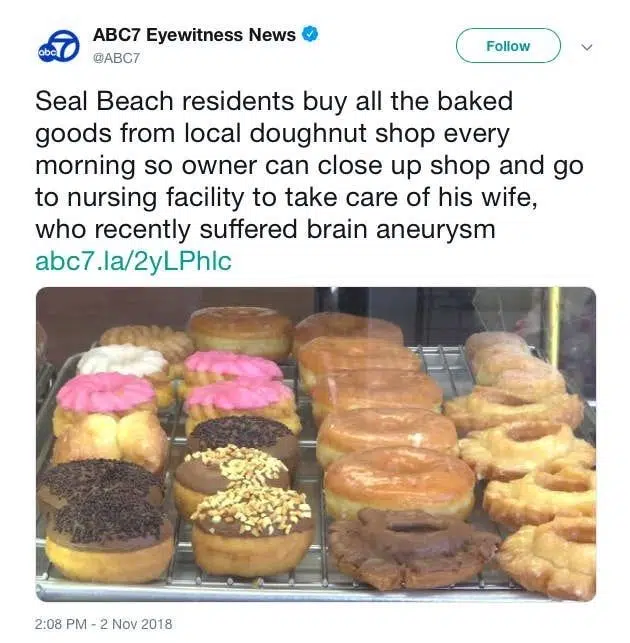 ABC7 Eyewitness News
@ABC7
Follow
abc 7
Seal Beach residents buy all the baked
goods from local doughnut shop every
morning so owner can close up shop and go
to nursing facility to take care of his wife,
who recently suffered brain aneurysm
abc7.la/2yLPhlc
2:08 PM - 2 Nov 2018